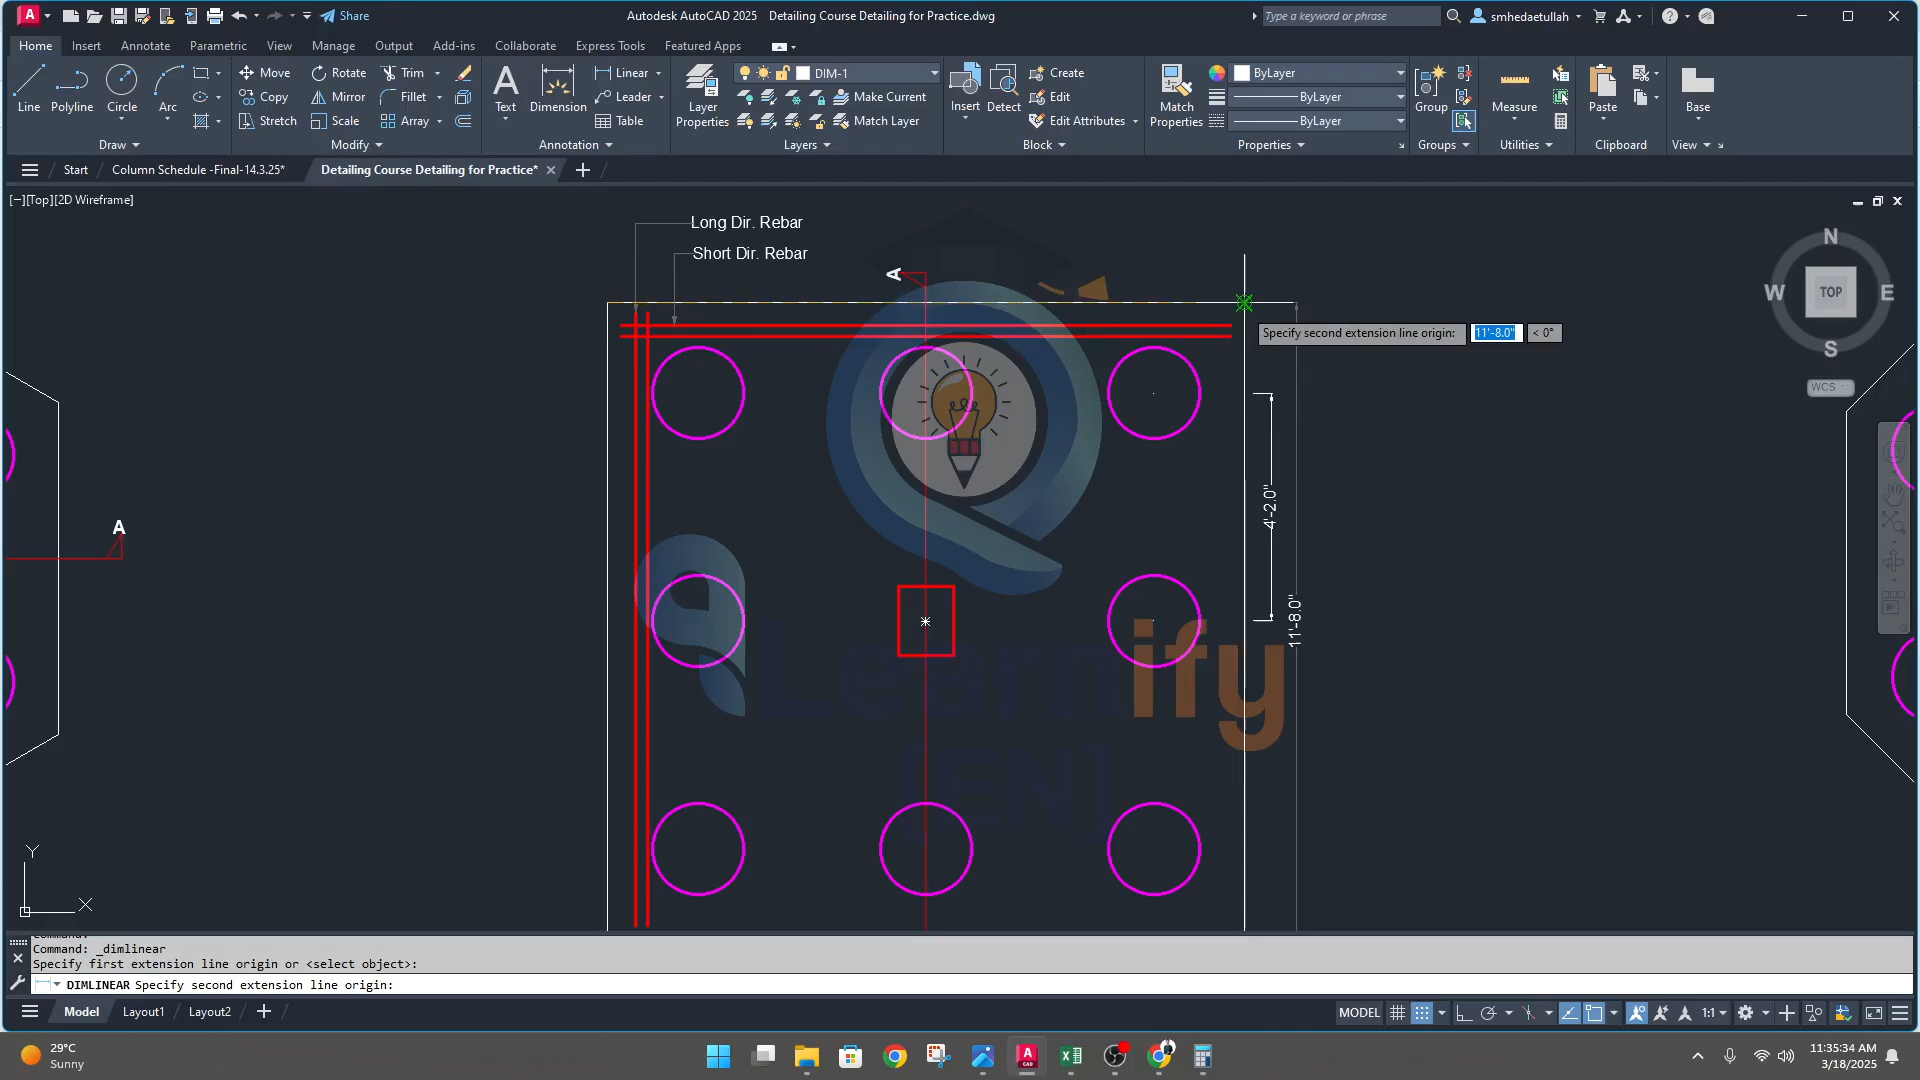 Share
Autodesk AutoCAD 2025 Detailing Course Detailing for Practice.dwg
Type a keyword or phrase
smhedaetullah
Home Insert Annotate Parametric View Manage Output Add-ins Collaborate Express Tools Featured Apps
Line Polyline Circle Arc
Move Rotate Trim
Copy Mirror Fillet
Stretch Scale Array
Text Dimension
Linear
Leader
Table
Layer Properties
DIM-1
Make Current
Match Layer
Insert Detect
Create
Edit
Edit Attributes
Match Properties
ByLayer
ByLayer
ByLayer
Group
Measure
Paste
Base
Draw Modify Annotation Layers Block Properties Groups Utilities Clipboard View
Start Column Schedule -Final-14.3.25* Detailing Course Detailing for Practice*
[−][Top][2D Wireframe]
Long Dir. Rebar
Short Dir. Rebar
A
N
W TOP E
S
WCS
Specify second extension line origin: 11'-8.0" < 0°
4'-2.0"
A
11'-8.0"
Learnify
[EN]
Y
X
Command: _dimlinear
Specify first extension line origin or <select object>:
DIMLINEAR Specify second extension line origin:
Model Layout1 Layout2
MODEL 1:1
29°C
Sunny
11:35:34 AM
3/18/2025